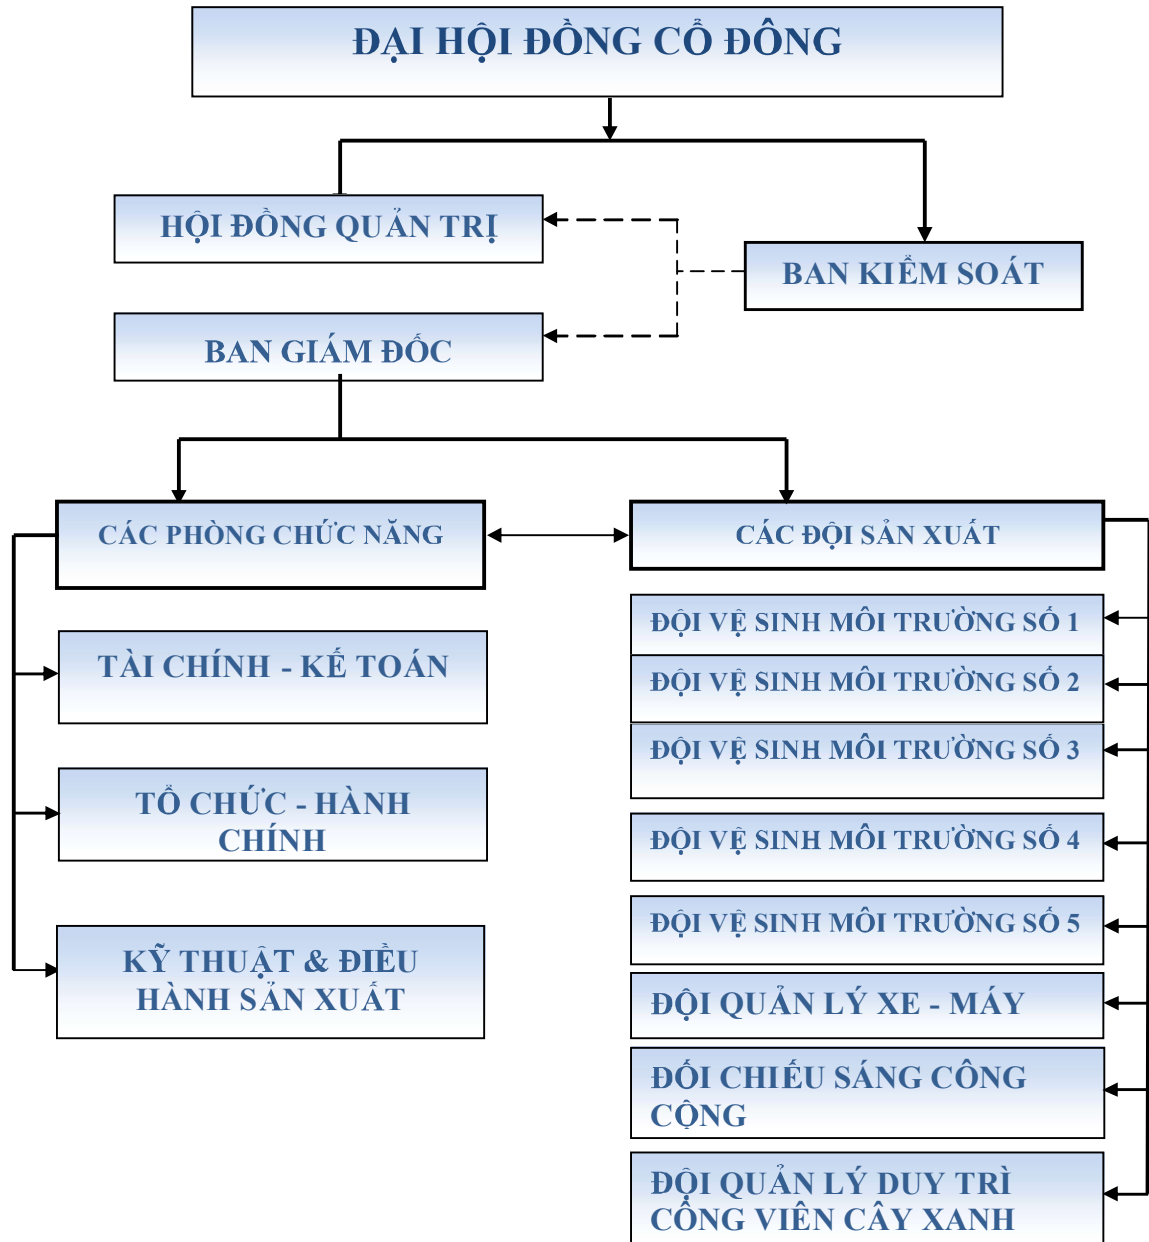 ĐẠI HỘI ĐỒNG CỔ ĐÔNG
HỘI ĐỒNG QUẢN TRỊ
BAN KIỂM SOÁT
BAN GIÁM ĐỐC
CÁC PHÒNG CHỨC NĂNG
TÀI CHÍNH - KẾ TOÁN
TỔ CHỨC - HÀNH
CHÍNH
KỸ THUẬT & ĐIỀU
HÀNH SẢN XUẤT
CÁC ĐỘI SẢN XUẤT
ĐỘI VỆ SINH MÔI TRƯỜNG SỐ 1
ĐỘI VỆ SINH MÔI TRƯỜNG SỐ 2
ĐỘI VỆ SINH MÔI TRƯỜNG SỐ 3
ĐỘI VỆ SINH MÔI TRƯỜNG SỐ 4
ĐỘI VỆ SINH MÔI TRƯỜNG SỐ 5
ĐỘI QUẢN LÝ XE - MÁY
ĐỐI CHIẾU SÁNG CÔNG
CỘNG
ĐỘI QUẢN LÝ DUY TRÌ
CÔNG VIÊN CÂY XANH